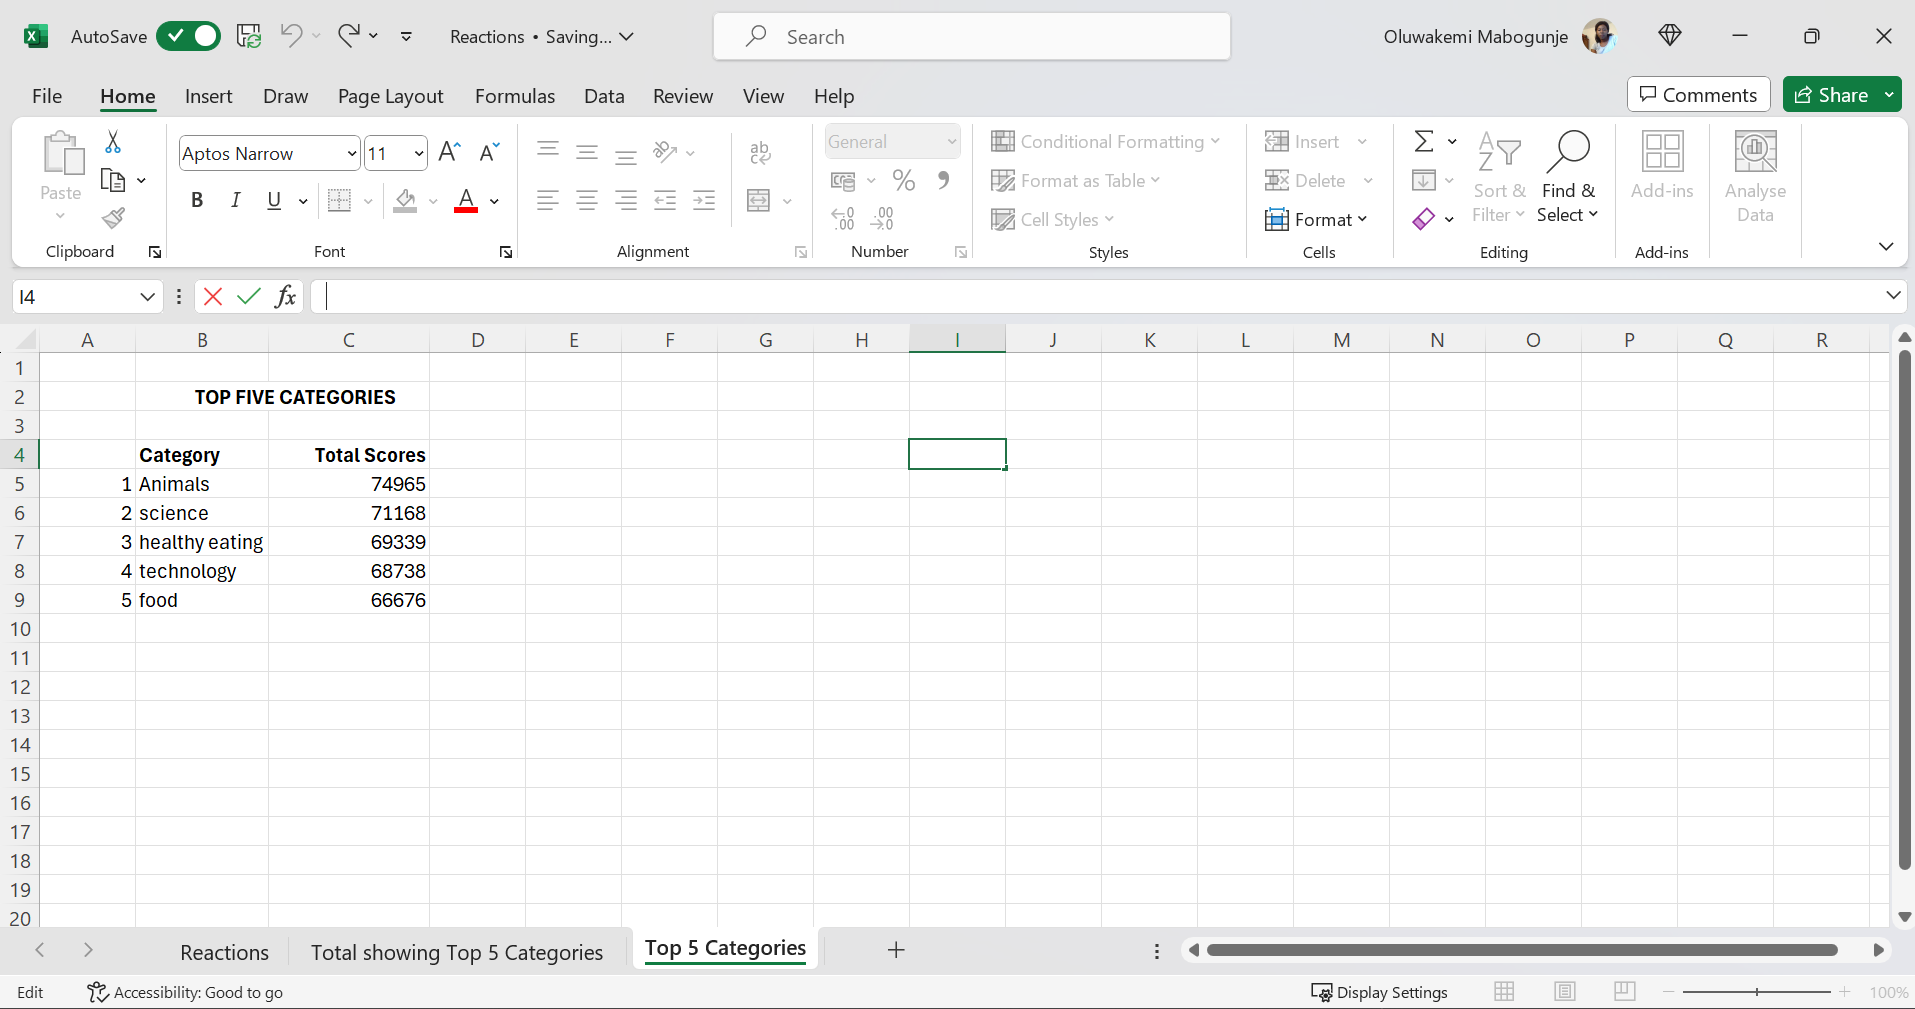 AutoSave Reactions • Saving... Search Oluwakemi Mabogunje
File Home Insert Draw Page Layout Formulas Data Review View Help Comments Share
Paste
Clipboard
Aptos Narrow 11
B I U A
Font
ab
Alignment
General
% 
Number
Conditional Formatting
Format as Table
Cell Styles
Styles
Insert
Delete
Format
Cells
Sort &
Filter
Find &
Select
Editing
Add-ins
Add-ins
Analyse
Data
I4 fx
A B C D E F G H I J K L M N O P Q R
1
2 TOP FIVE CATEGORIES
3
4 Category Total Scores
5 1 Animals 74965
6 2 science 71168
7 3 healthy eating 69339
8 4 technology 68738
9 5 food 66676
10
11
12
13
14
15
16
17
18
19
20
Reactions Total showing Top 5 Categories Top 5 Categories
Edit Accessibility: Good to go Display Settings 100%